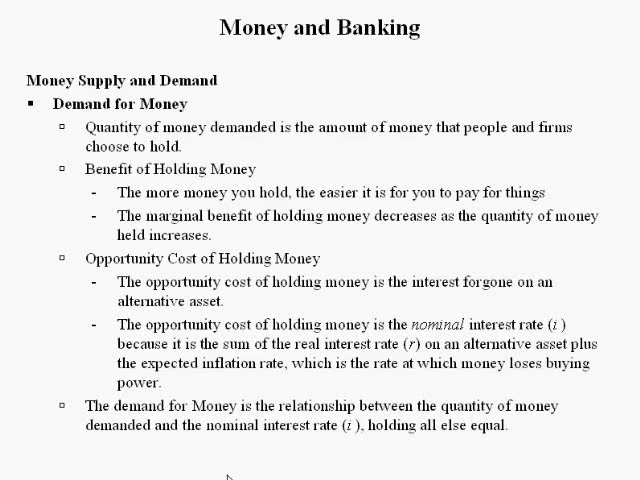 Money and Banking
Money Supply and Demand
▪ Demand for Money
▫ Quantity of money demanded is the amount of money that people and firms
choose to hold.
▫ Benefit of Holding Money
- The more money you hold, the easier it is for you to pay for things
- The marginal benefit of holding money decreases as the quantity of money
held increases.
▫ Opportunity Cost of Holding Money
- The opportunity cost of holding money is the interest forgone on an
alternative asset.
- The opportunity cost of holding money is the nominal interest rate (i )
because it is the sum of the real interest rate (r) on an alternative asset plus
the expected inflation rate, which is the rate at which money loses buying
power.
▫ The demand for Money is the relationship between the quantity of money
demanded and the nominal interest rate (i ), holding all else equal.